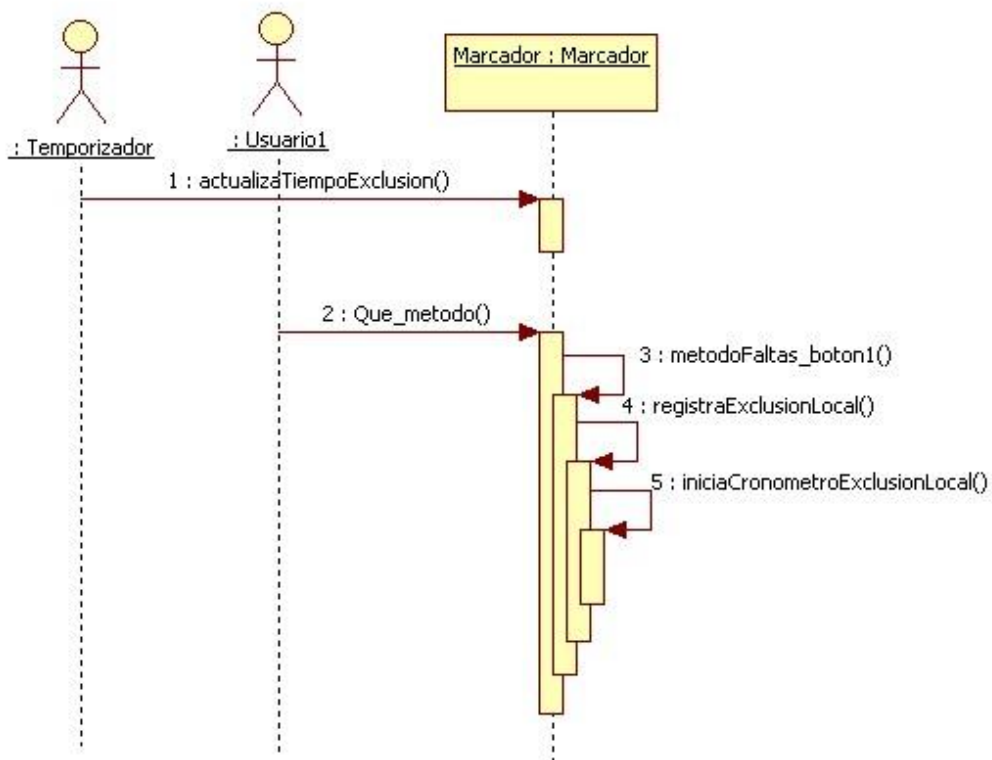 Marcador : Marcador
: Temporizador
: Usuario1
1 : actualizaTiempoExclusion()
2 : Que_metodo()
3 : metodoFaltas_boton1()
4 : registraExclusionLocal()
5 : iniciaCronometroExclusionLocal()